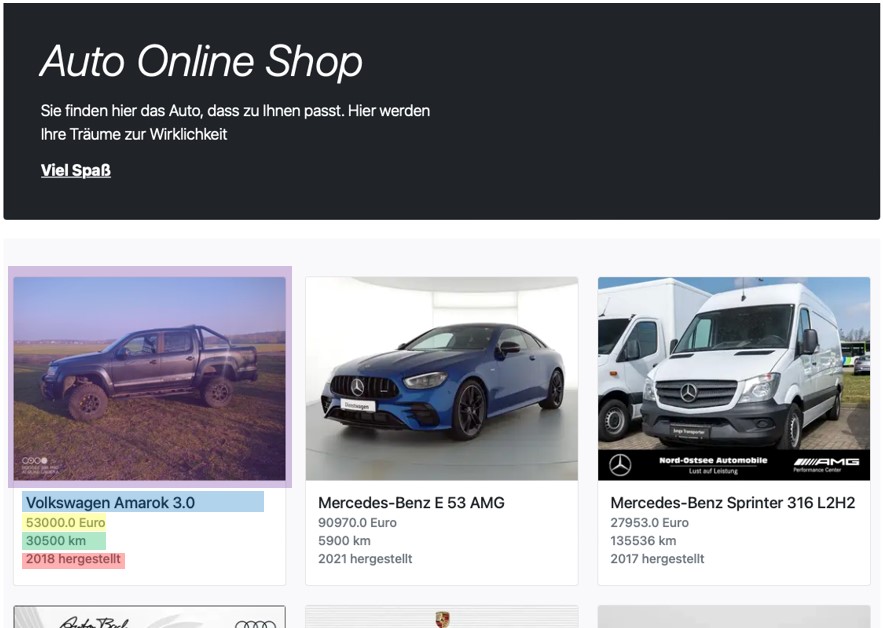 Auto Online Shop
Sie finden hier das Auto, dass zu Ihnen passt. Hier werden
Ihre Träume zur Wirklichkeit
Viel Spaß
Nord-Ostsee Automobile
Lust auf Leistung
AMG
Performance Center
Volkswagen Amarok 3.0
53000.0 Euro
30500 km
2018 hergestellt
Mercedes-Benz E 53 AMG
90970.0 Euro
5900 km
2021 hergestellt
Mercedes-Benz Sprinter 316 L2H2
27953.0 Euro
135536 km
2017 hergestellt